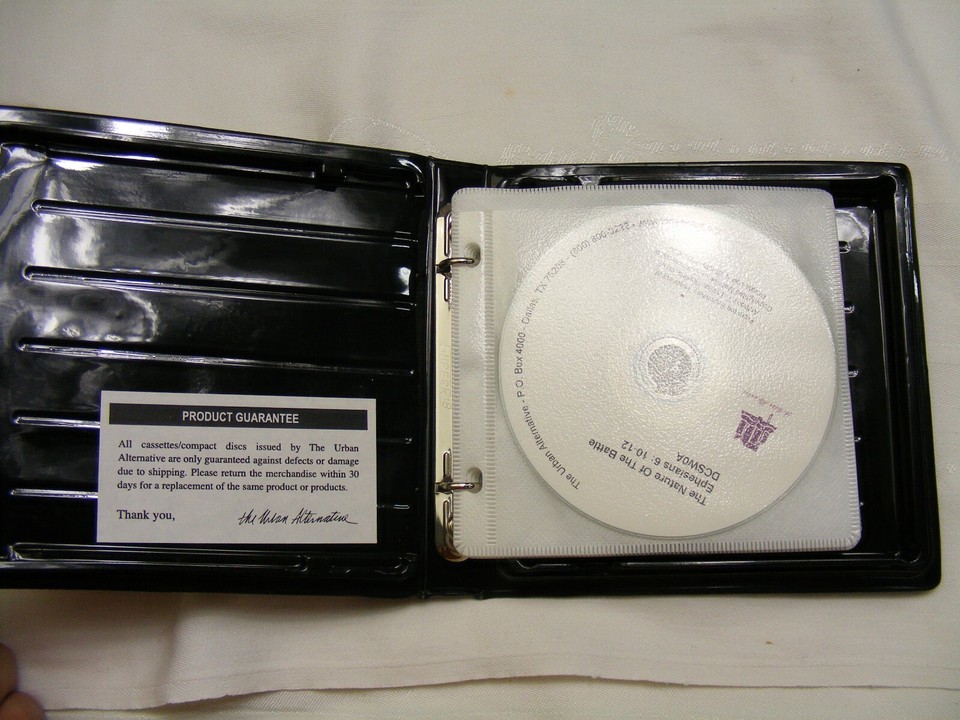 PRODUCT GUARANTEE
All cassettes/compact discs issued by The Urban
Alternative are only guaranteed against defects or damage
due to shipping. Please return the merchandise within 30
days for a replacement of the same product or products.
Thank you,
The Urban Alternative
The Urban Alternative - P.O. Box 4000 - Dallas, TX 75208 - (800) 800-3222 -
The Nature Of The Battle
Ephesians 6: 10-12
DCSW0A